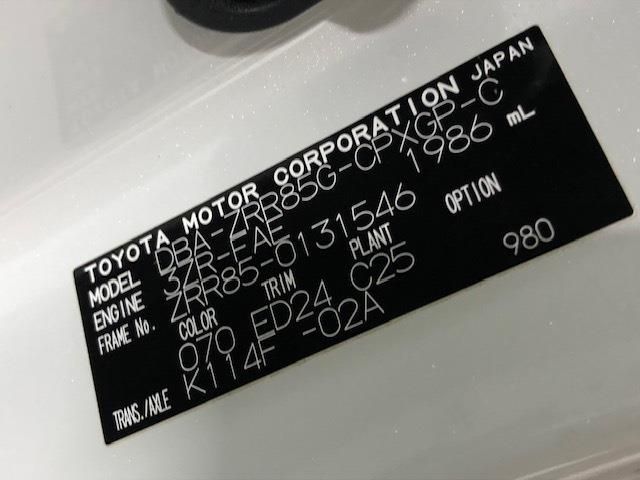 TOYOTA MOTOR CORPORATION JAPAN
MODEL DBA-ZRR85G-CPXGP-C
ENGINE 3ZR-FAE 1986 mL
FRAME No. ZRR85-0131546
COLOR TRIM PLANT OPTION
070 ED24 C25 980
TRANS./AXLE K114F -02A